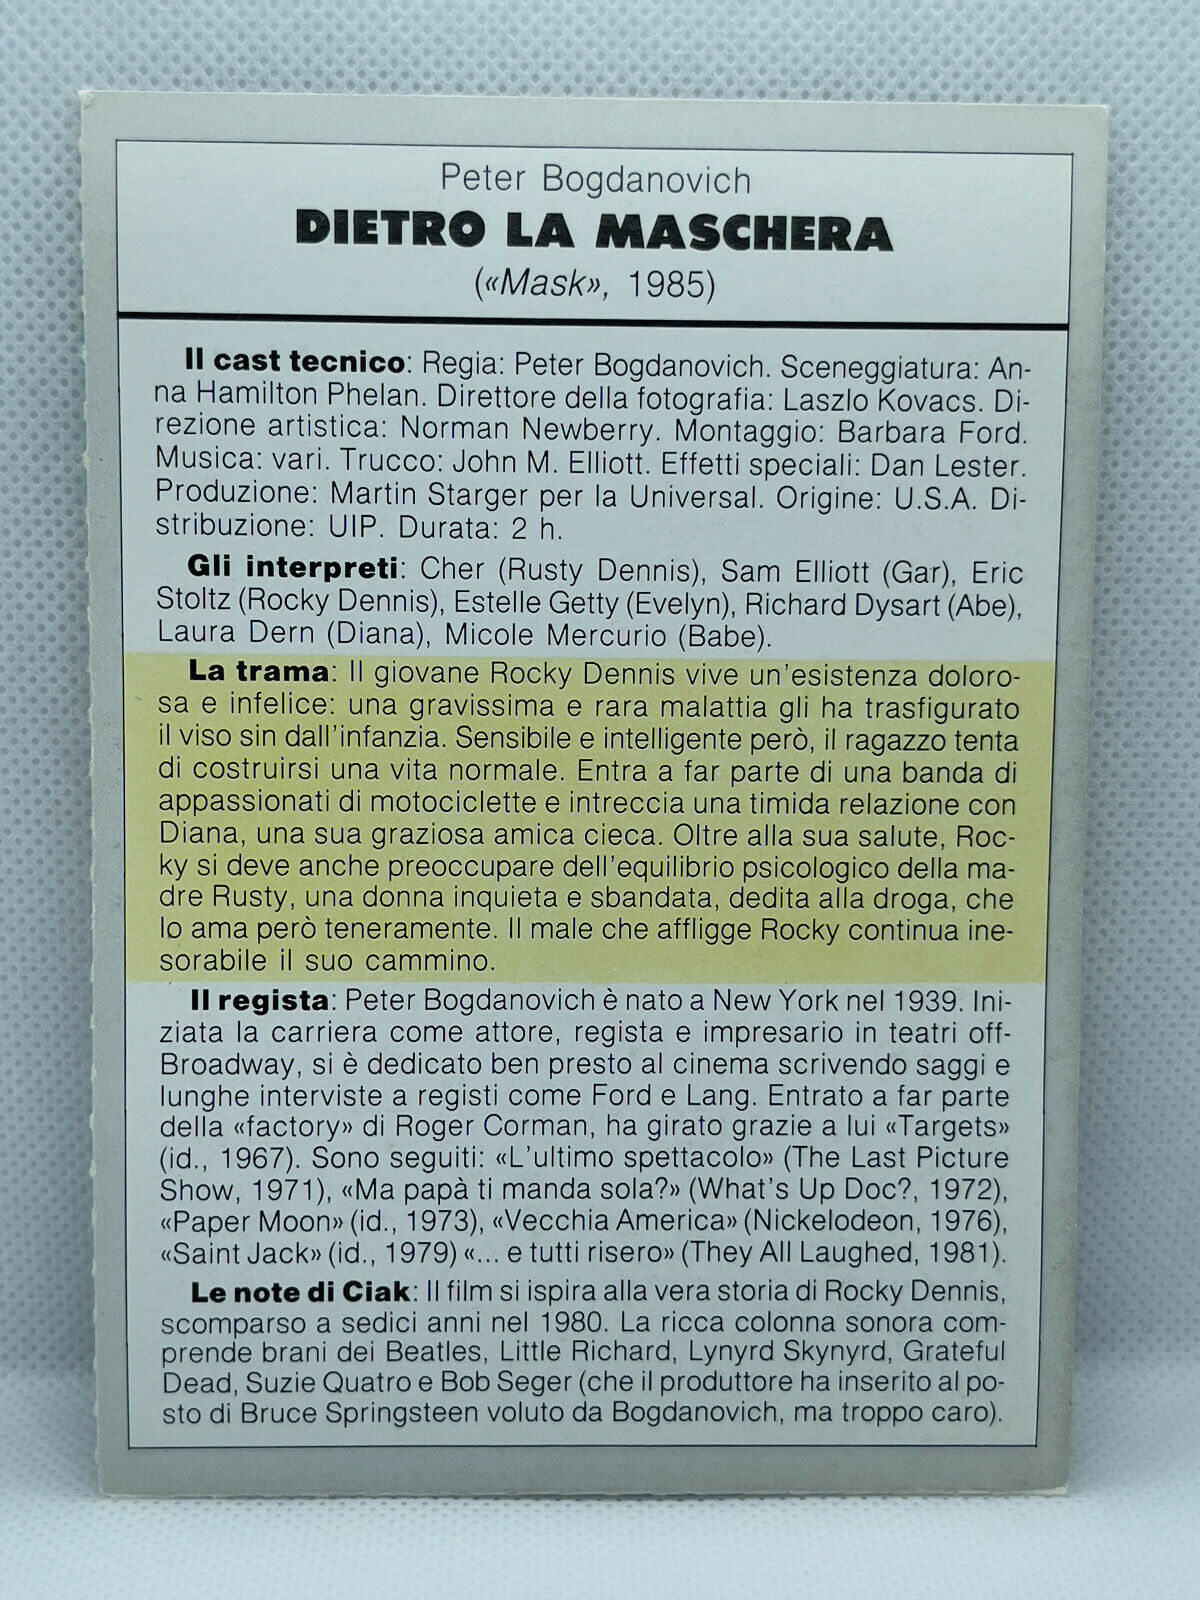 Peter Bogdanovich
DIETRO LA MASCHERA
(«Mask», 1985)
Il cast tecnico: Regia: Peter Bogdanovich. Sceneggiatura: An-
na Hamilton Phelan. Direttore della fotografia: Laszlo Kovacs. Di-
rezione artistica: Norman Newberry. Montaggio: Barbara Ford.
Musica: vari. Trucco: John M. Elliott. Effetti speciali: Dan Lester.
Produzione: Martin Starger per la Universal. Origine: U.S.A. Di-
stribuzione: UIP. Durata: 2 h.
Gli interpreti: Cher (Rusty Dennis), Sam Elliott (Gar), Eric
Stoltz (Rocky Dennis), Estelle Getty (Evelyn), Richard Dysart (Abe),
Laura Dern (Diana), Micole Mercurio (Babe).
La trama: Il giovane Rocky Dennis vive un'esistenza doloro-
sa e infelice: una gravissima e rara malattia gli ha trasfigurato
il viso sin dall'infanzia. Sensibile e intelligente però, il ragazzo tenta
di costruirsi una vita normale. Entra a far parte di una banda di
appassionati di motociclette e intreccia una timida relazione con
Diana, una sua graziosa amica cieca. Oltre alla sua salute, Roc-
ky si deve anche preoccupare dell'equilibrio psicologico della ma-
dre Rusty, una donna inquieta e sbandata, dedita alla droga, che
lo ama però teneramente. Il male che affligge Rocky continua ine-
sorabile il suo cammino.
Il regista: Peter Bogdanovich è nato a New York nel 1939. Ini-
ziata la carriera come attore, regista e impresario in teatri off-
Broadway, si è dedicato ben presto al cinema scrivendo saggi e
lunghe interviste a registi come Ford e Lang. Entrato a far parte
della «factory» di Roger Corman, ha girato grazie a lui «Targets»
(id., 1967). Sono seguiti: «L'ultimo spettacolo» (The Last Picture
Show, 1971), «Ma papà ti manda sola?» (What's Up Doc?, 1972),
«Paper Moon» (id., 1973), «Vecchia America» (Nickelodeon, 1976),
«Saint Jack» (id., 1979) «... e tutti risero» (They All Laughed, 1981).
Le note di Ciak: Il film si ispira alla vera storia di Rocky Dennis,
scomparso a sedici anni nel 1980. La ricca colonna sonora com-
prende brani dei Beatles, Little Richard, Lynyrd Skynyrd, Grateful
Dead, Suzie Quatro e Bob Seger (che il produttore ha inserito al po-
sto di Bruce Springsteen voluto da Bogdanovich, ma troppo caro).